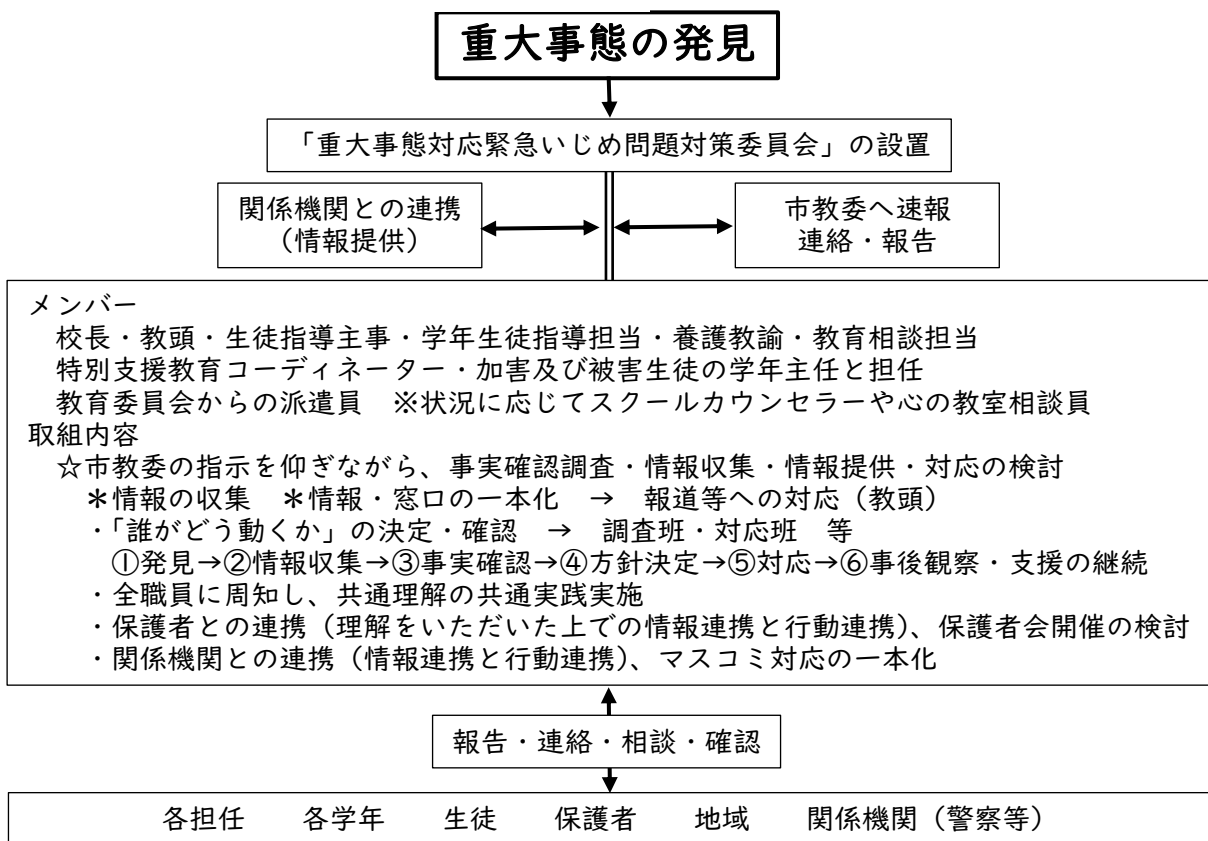 重大事態の発見
「重大事態対応緊急いじめ問題対策委員会」の設置
関係機関との連携
（情報提供）
市教委へ速報
連絡・報告
メンバー
校長・教頭・生徒指導主事・学年生徒指導担当・養護教諭・教育相談担当
特別支援教育コーディネーター・加害及び被害生徒の学年主任と担任
教育委員会からの派遣員　※状況に応じてスクールカウンセラーや心の教室相談員
取組内容
☆市教委の指示を仰ぎながら、事実確認調査・情報収集・情報提供・対応の検討
＊情報の収集　＊情報・窓口の一本化　→　報道等への対応（教頭）
・「誰がどう動くか」の決定・確認　→　調査班・対応班　等
①発見→②情報収集→③事実確認→④方針決定→⑤対応→⑥事後観察・支援の継続
・全職員に周知し、共通理解の共通実践実施
・保護者との連携（理解をいただいた上での情報連携と行動連携）、保護者会開催の検討
・関係機関との連携（情報連携と行動連携）、マスコミ対応の一本化
報告・連絡・相談・確認
各担任　各学年　生徒　保護者　地域　関係機関（警察等）